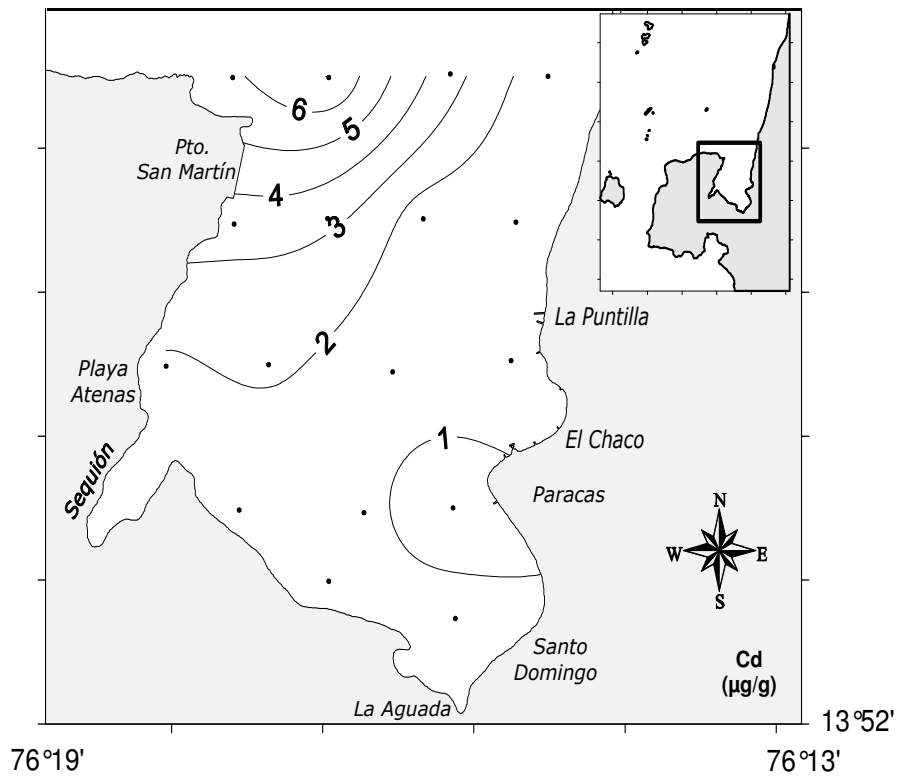 6
5
Pto.
San Martín
4
3
La Puntilla
2
Playa
Atenas
1
El Chaco
Sequión
Paracas
N
W
E
S
Santo
Domingo
Cd
(µg/g)
La Aguada
13°52'
76°19'
76°13'